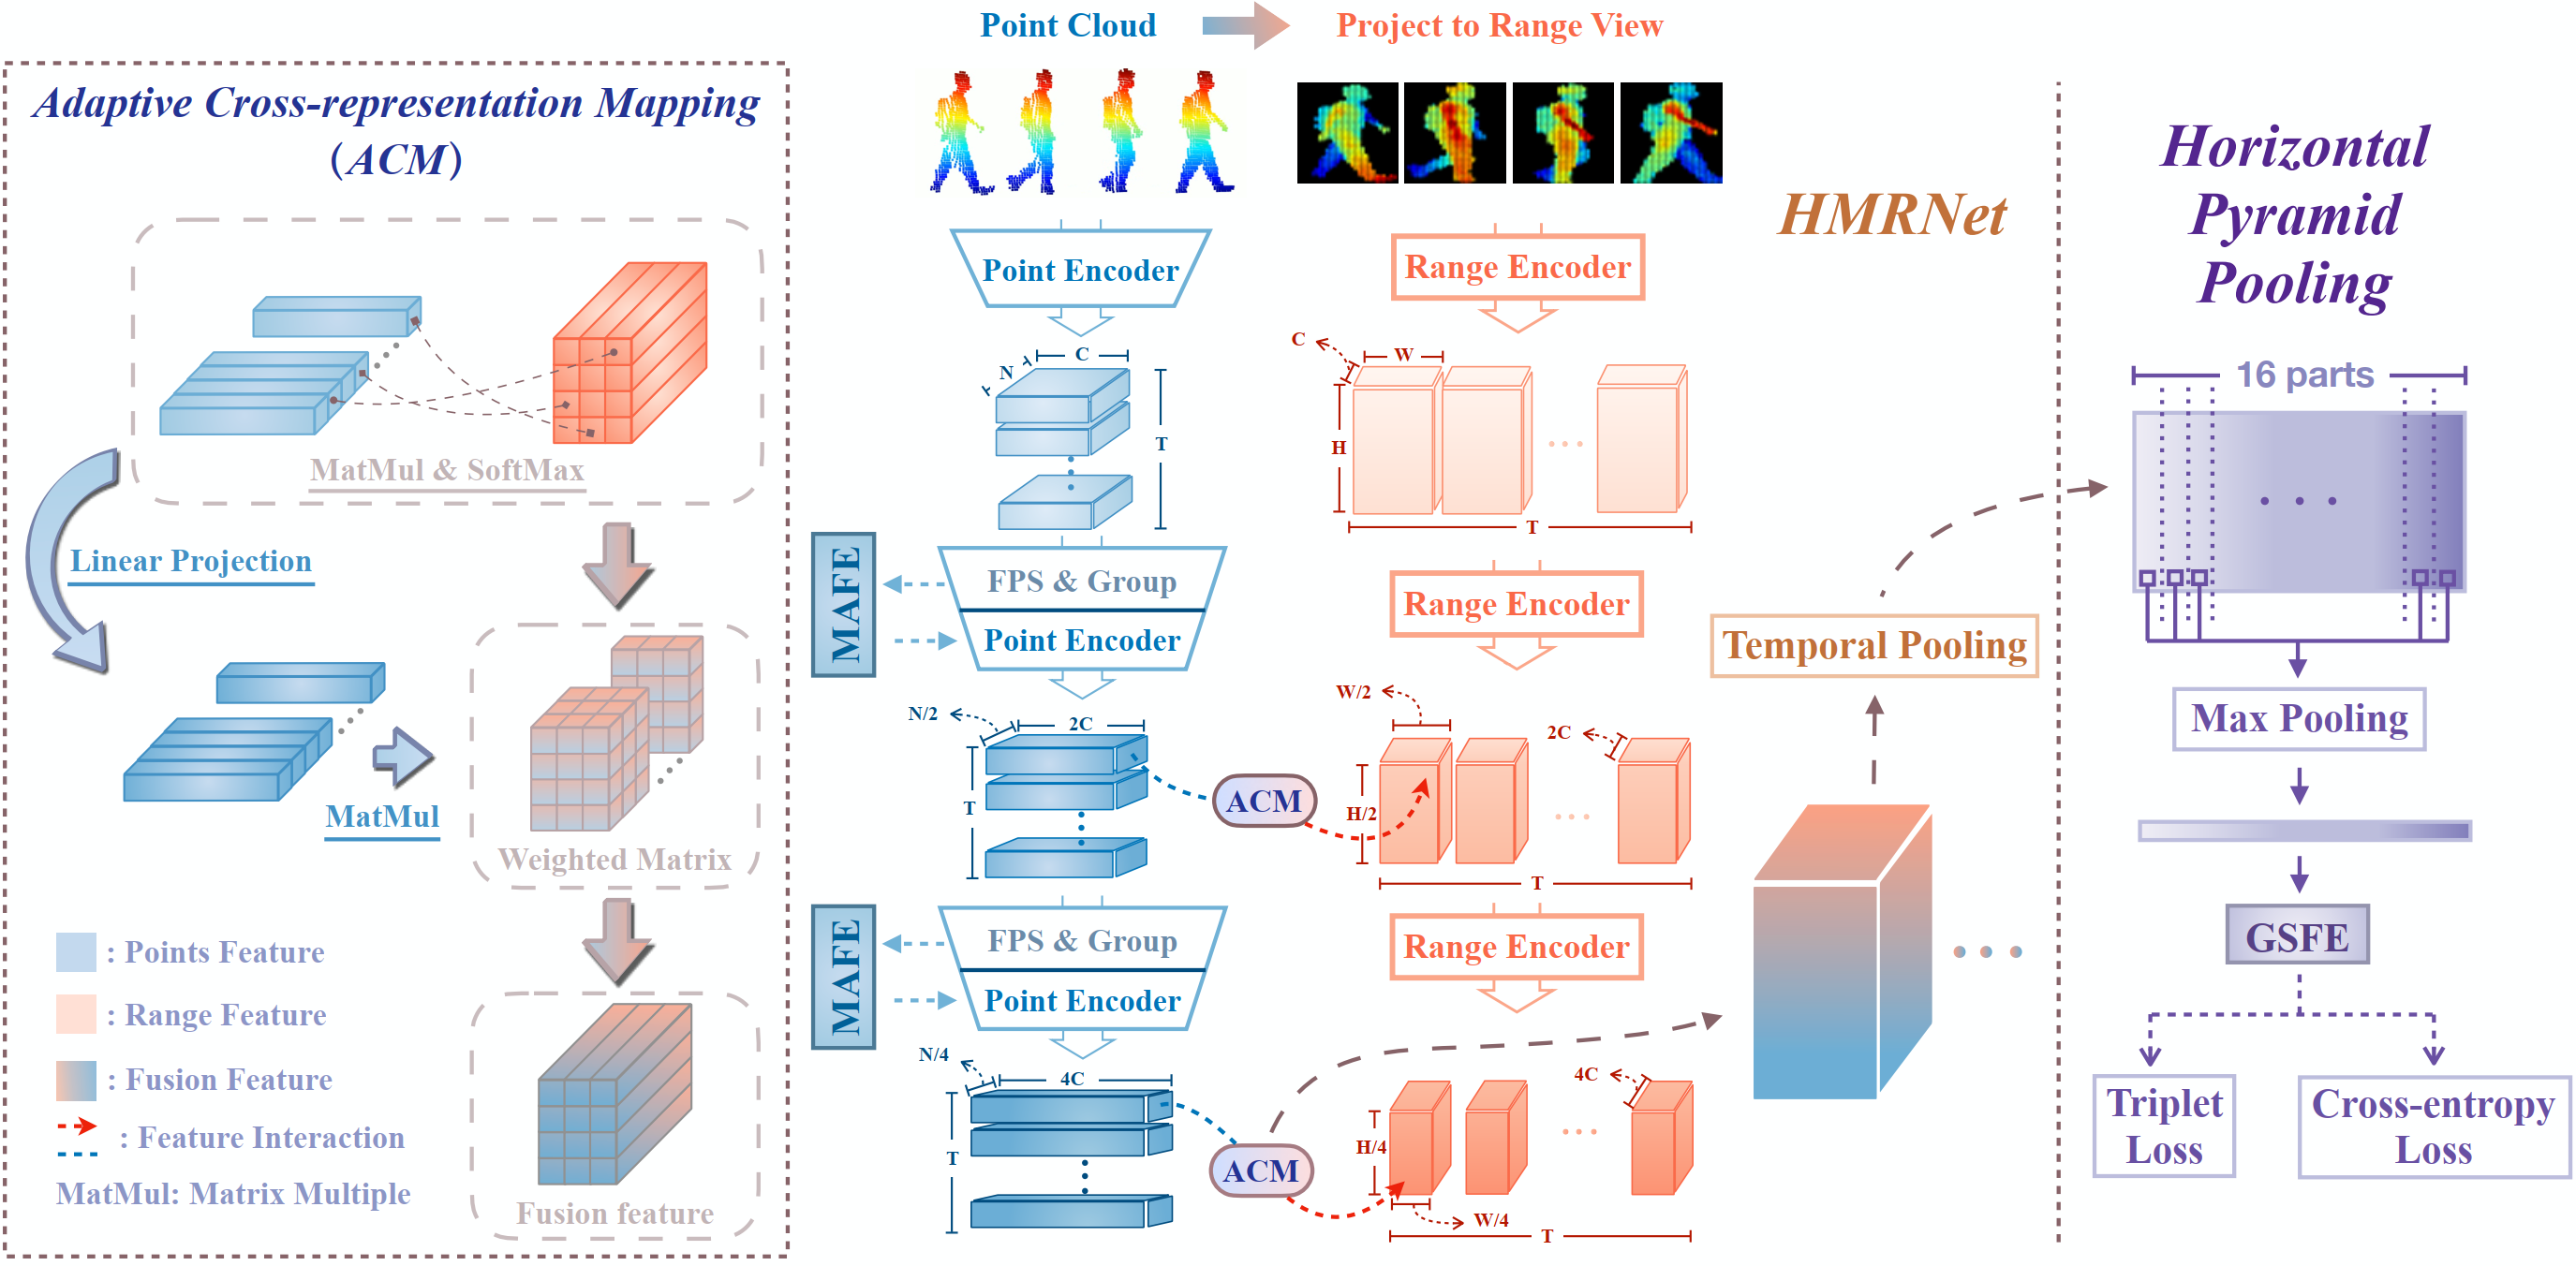 Adaptive Cross-representation Mapping
(ACM)
MatMul & SoftMax
Linear Projection
MatMul
Weighted Matrix
Fusion feature
: Points Feature
: Range Feature
: Fusion Feature
: Feature Interaction
MatMul: Matrix Multiple
Point Cloud
Project to Range View
HMRNet
Point Encoder
Range Encoder
N
C
T
C
W
H
T
MAFE
FPS & Group
Point Encoder
Range Encoder
N/2
2C
T
ACM
W/2
2C
H/2
T
MAFE
FPS & Group
Point Encoder
Range Encoder
N/4
4C
T
ACM
4C
H/4
W/4
T
Temporal Pooling
Horizontal
Pyramid
Pooling
16 parts
Max Pooling
GSFE
Triplet
Loss
Cross-entropy
Loss